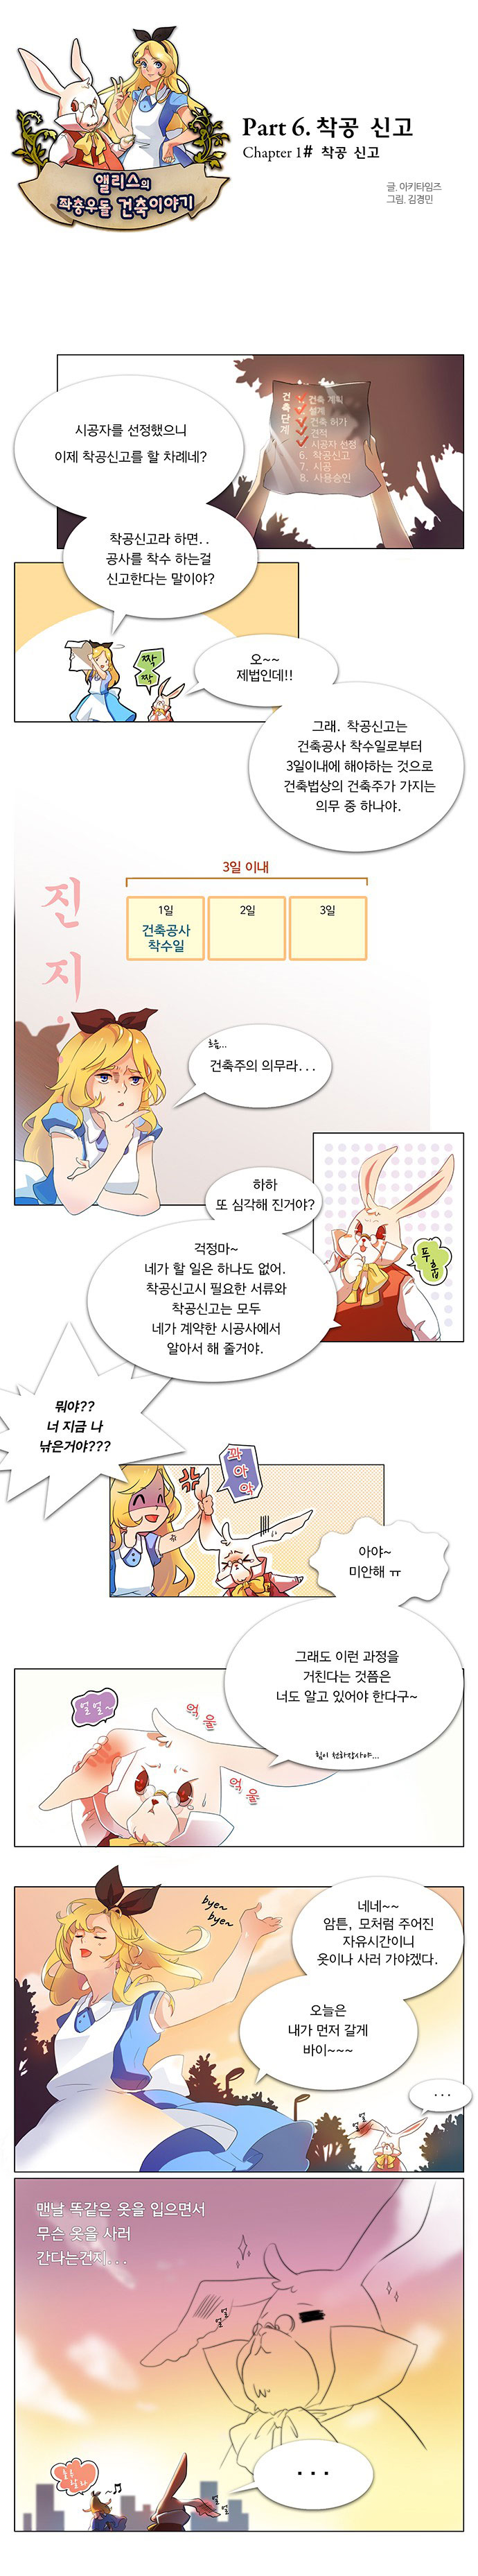 앨리스의
좌충우돌 건축이야기
Part 6. 착공 신고
Chapter 1# 착공 신고
글. 아키타임즈
그림. 김경민
시공자를 선정했으니
이제 착공신고를 할 차례네?
건축단계
건축 계획
설계
건축 허가
견적
시공자 선정
6. 착공신고
7. 시공
8. 사용승인
착공신고라 하면..
공사를 착수 하는걸
신고한다는 말이야?
짝
짝
오~~
제법인데!!
그래. 착공신고는
건축공사 착수일로부터
3일이내에 해야하는 것으로
건축법상의 건축주가 가지는
의무 중 하나야.
3일 이내
1일
2일
3일
건축공사
착수일
진
지
:
흐음...
건축주의 의무라...
하하
또 심각해 진거야?
푸훕
걱정마~
네가 할 일은 하나도 없어.
착공신고시 필요한 서류와
착공신고는 모두
네가 계약한 시공사에서
알아서 해 줄거야.
뭐야??
너 지금 나
낚은거야???
꽈
아
악
아야~
미안해 ㅠ
그래도 이런 과정을
거친다는 것쯤은
너도 알고 있어야 한다구~
힘이 천하장사야...
얼얼~
억울
억울
bye~
bye~
네네~~
암튼, 모처럼 주어진
자유시간이니
옷이나 사러 가야겠다.
오늘은
내가 먼저 갈게
바이~~~
...
얼
얼
맨날 똑같은 옷을 입으면서
무슨 옷을 사러
간다는건지...
얼
얼
...
얼
얼